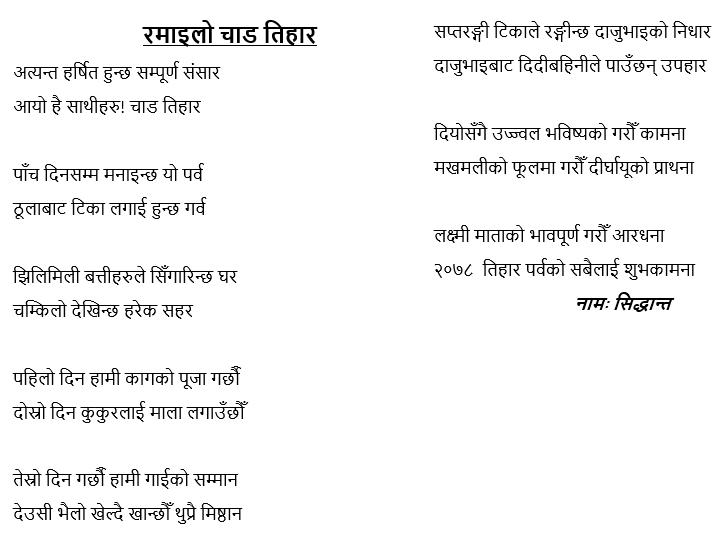 रमाइलो चाड तिहार
अत्यन्त हर्षित हुन्छ सम्पूर्ण संसार
आयो है साथीहरु! चाड तिहार
पाँच दिनसम्म मनाइन्छ यो पर्व
ठूलाबाट टिका लगाई हुन्छ गर्व
झिलिमिली बत्तीहरुले सिँगारिन्छ घर
चम्किलो देखिन्छ हरेक सहर
पहिलो दिन हामी कागको पूजा गर्छौँ
दोस्रो दिन कुकुरलाई माला लगाउँछौँ
तेस्रो दिन गर्छौँ हामी गाईको सम्मान
देउसी भैलो खेल्दै खान्छौँ थुप्रै मिष्ठान
सप्तरङ्गी टिकाले रङ्गीन्छ दाजुभाइको निधार
दाजुभाइबाट दिदीबहिनीले पाउँछन् उपहार
दियोसँगै उज्ज्वल भविष्यको गरौँ कामना
मखमलीको फूलमा गरौँ दीर्घायूको प्राथना
लक्ष्मी माताको भावपूर्ण गरौँ आरधना
२०७८ तिहार पर्वको सबैलाई शुभकामना
नामः सिद्धान्त